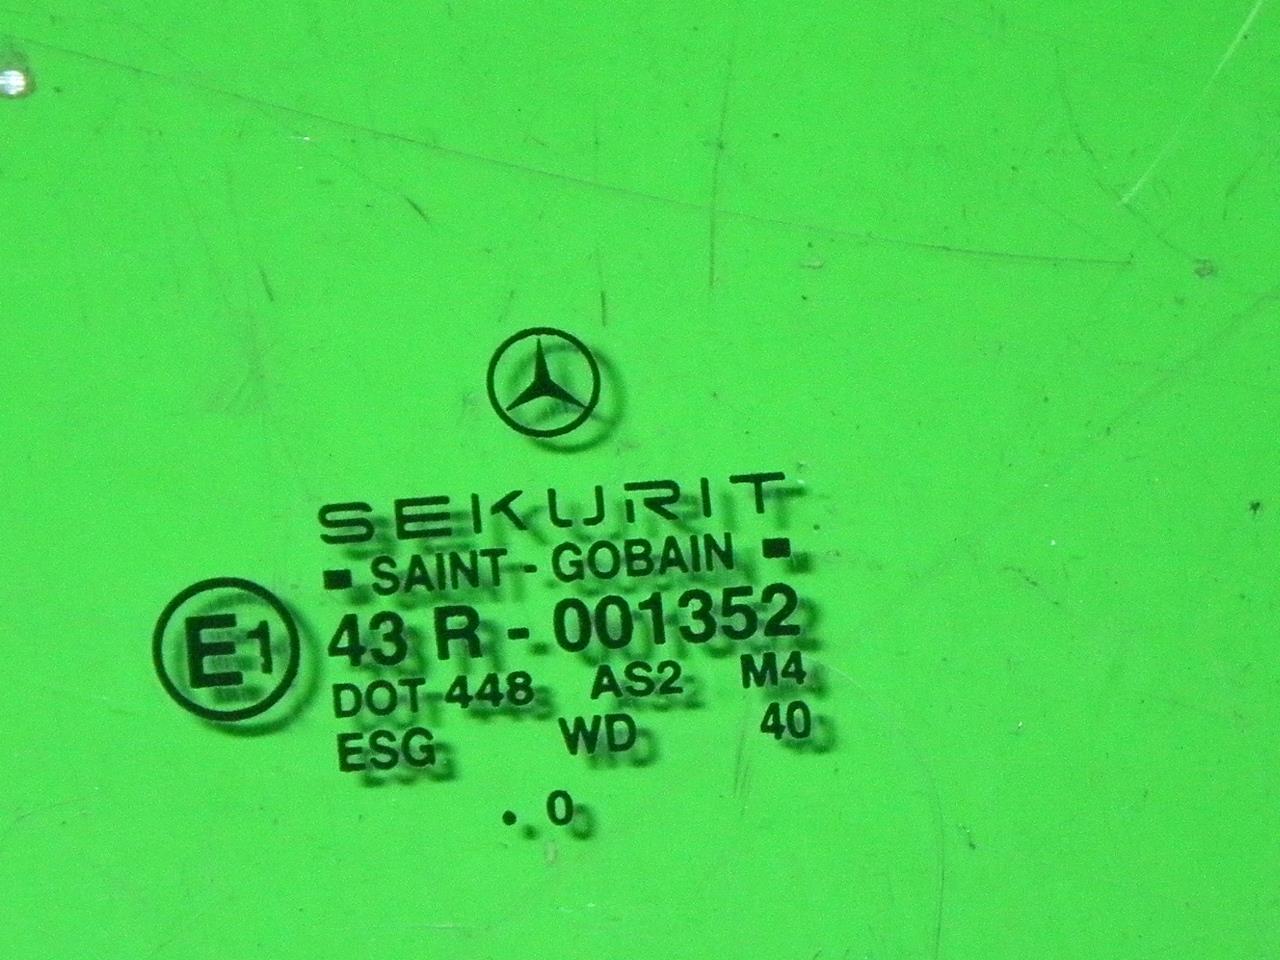 SEKURIT
SAINT-GOBAIN
E1 43 R - 001352
DOT 448 AS2 M4
ESG WD 40
. 0